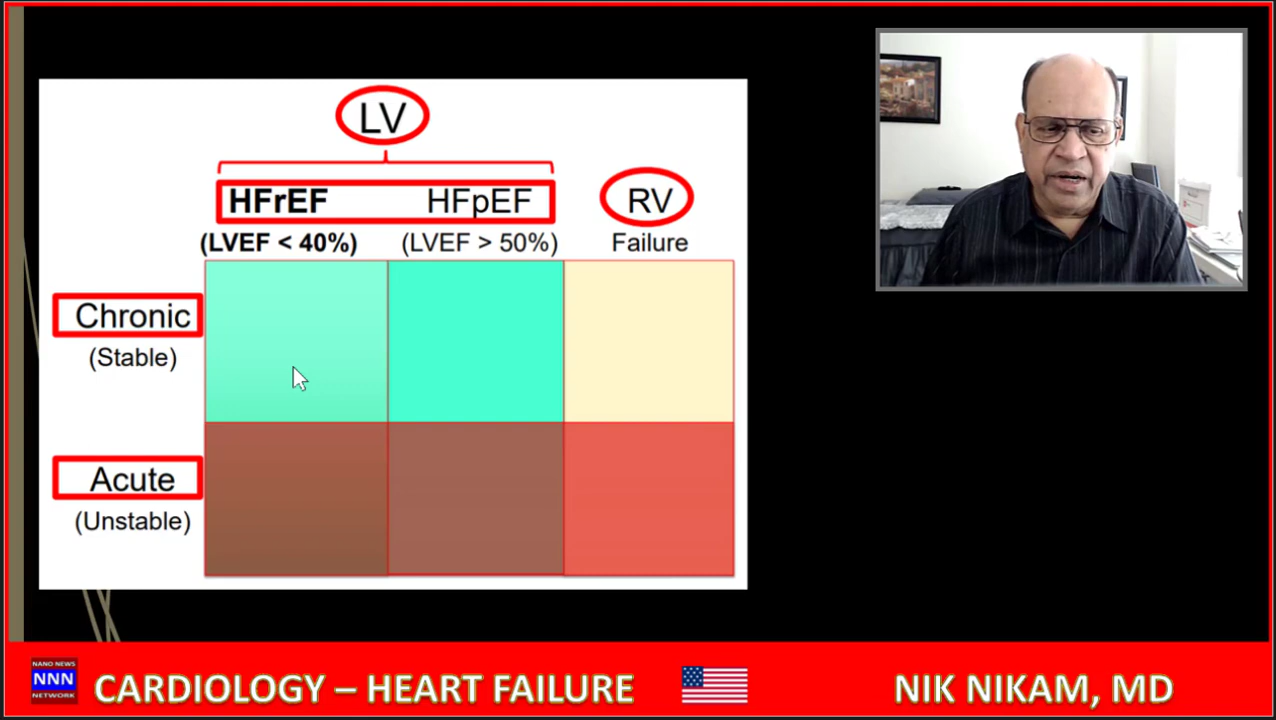 LV
HFrEF HFpEF RV
(LVEF < 40%) (LVEF > 50%) Failure
Chronic
(Stable)
Acute
(Unstable)
NANO NEWS
NNN
NETWORK
CARDIOLOGY – HEART FAILURE
NIK NIKAM, MD